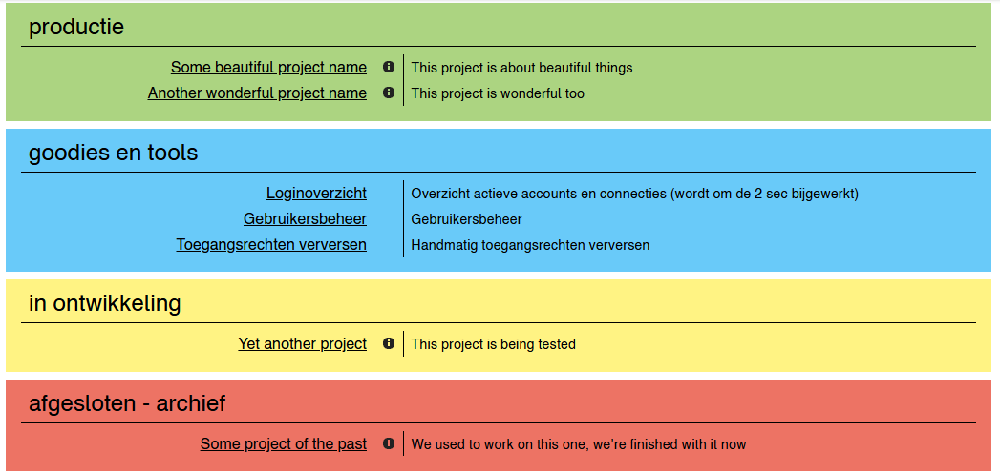 productie
Some beautiful project name This project is about beautiful things
Another wonderful project name This project is wonderful too
goodies en tools
Loginoverzicht Overzicht actieve accounts en connecties (wordt om de 2 sec bijgewerkt)
Gebruikersbeheer Gebruikersbeheer
Toegangsrechten verversen Handmatig toegangsrechten verversen
in ontwikkeling
Yet another project This project is being tested
afgesloten - archief
Some project of the past We used to work on this one, we're finished with it now